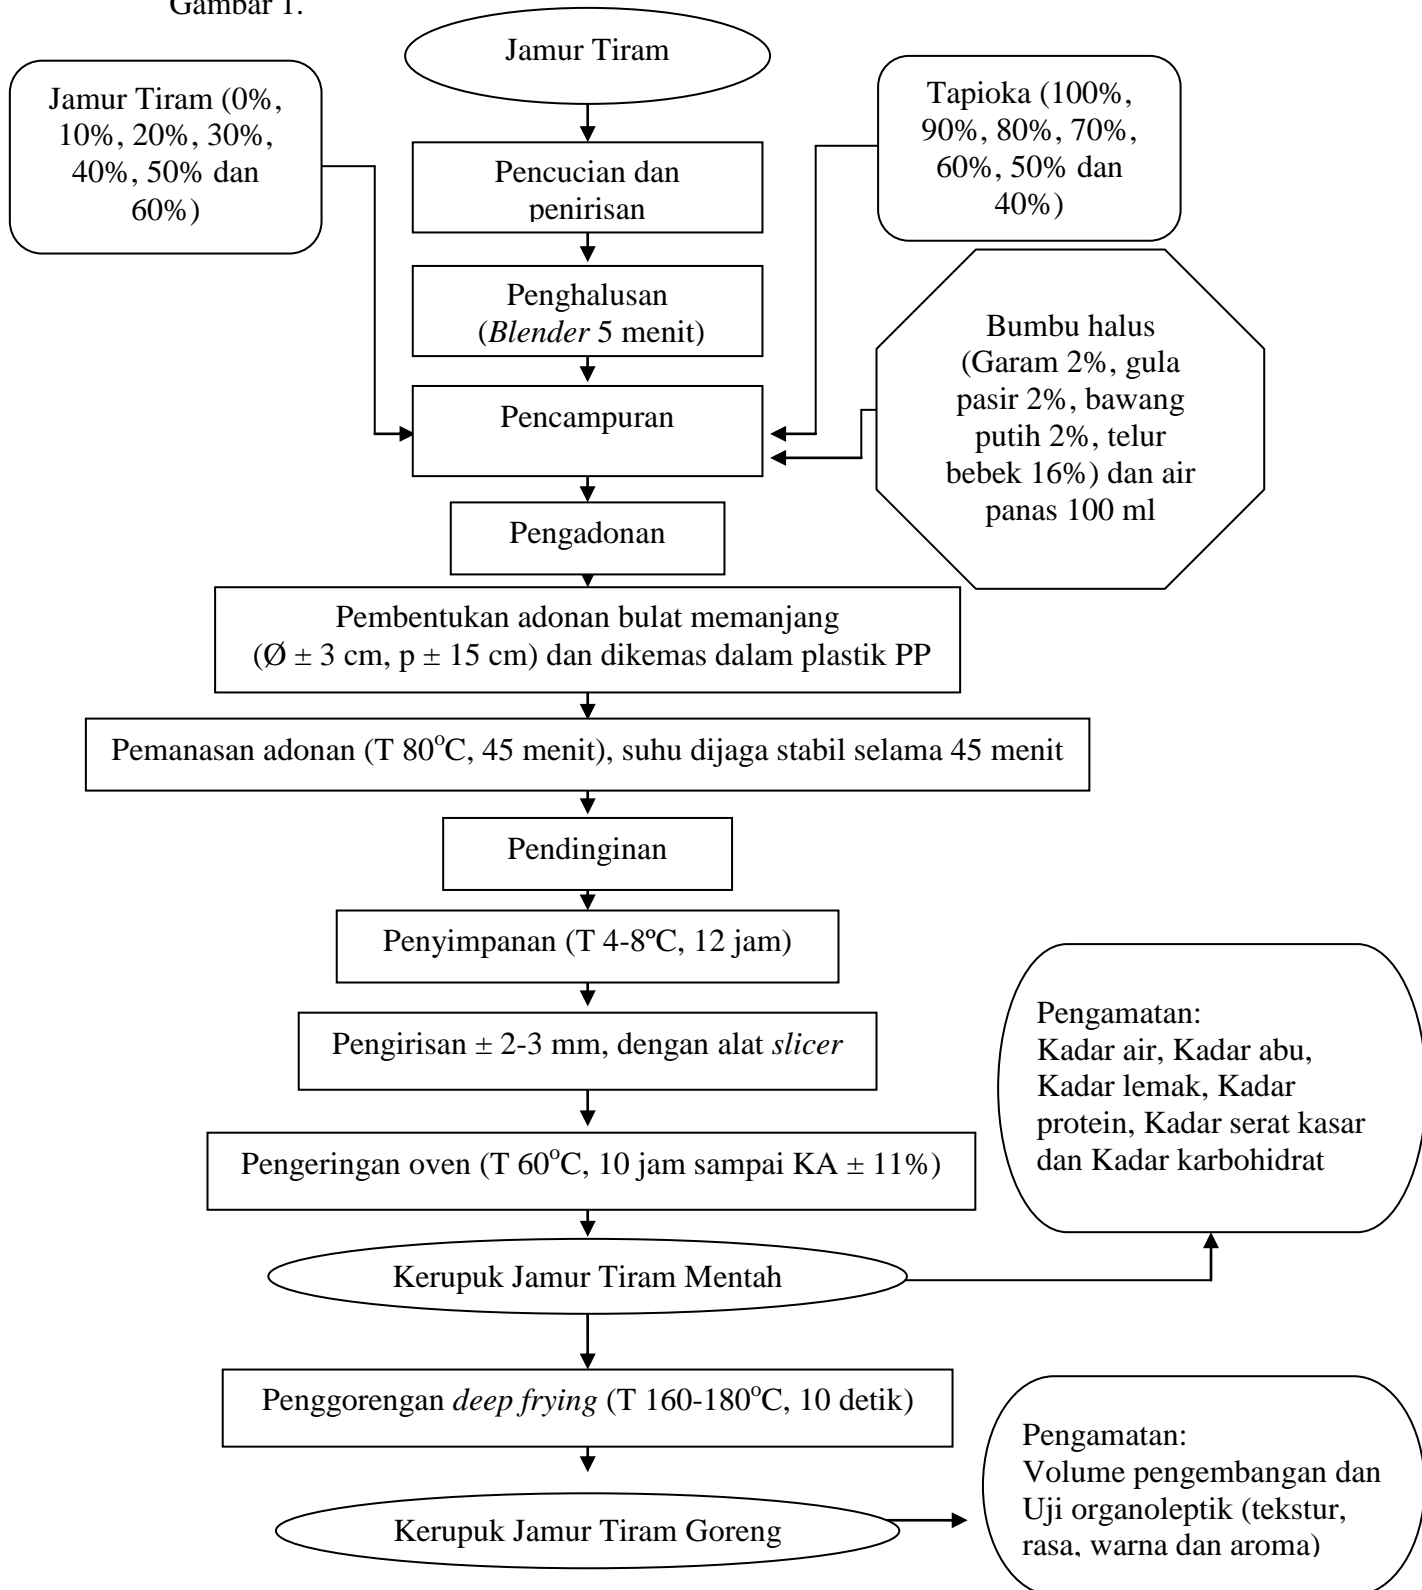 Gambar 1.
Jamur Tiram
Jamur Tiram (0%,
10%, 20%, 30%,
40%, 50% dan
60%)
Tapioka (100%,
90%, 80%, 70%,
60%, 50% dan
40%)
Pencucian dan
penirisan
Penghalusan
(Blender 5 menit)
Bumbu halus
(Garam 2%, gula
pasir 2%, bawang
putih 2%, telur
bebek 16%) dan air
panas 100 ml
Pencampuran
Pengadonan
Pembentukan adonan bulat memanjang
(Ø ± 3 cm, p ± 15 cm) dan dikemas dalam plastik PP
Pemanasan adonan (T 80°C, 45 menit), suhu dijaga stabil selama 45 menit
Pendinginan
Penyimpanan (T 4-8ºC, 12 jam)
Pengirisan ± 2-3 mm, dengan alat slicer
Pengeringan oven (T 60°C, 10 jam sampai KA ± 11%)
Kerupuk Jamur Tiram Mentah
Pengamatan:
Kadar air, Kadar abu,
Kadar lemak, Kadar
protein, Kadar serat kasar
dan Kadar karbohidrat
Penggorengan deep frying (T 160-180°C, 10 detik)
Kerupuk Jamur Tiram Goreng
Pengamatan:
Volume pengembangan dan
Uji organoleptik (tekstur,
rasa, warna dan aroma)